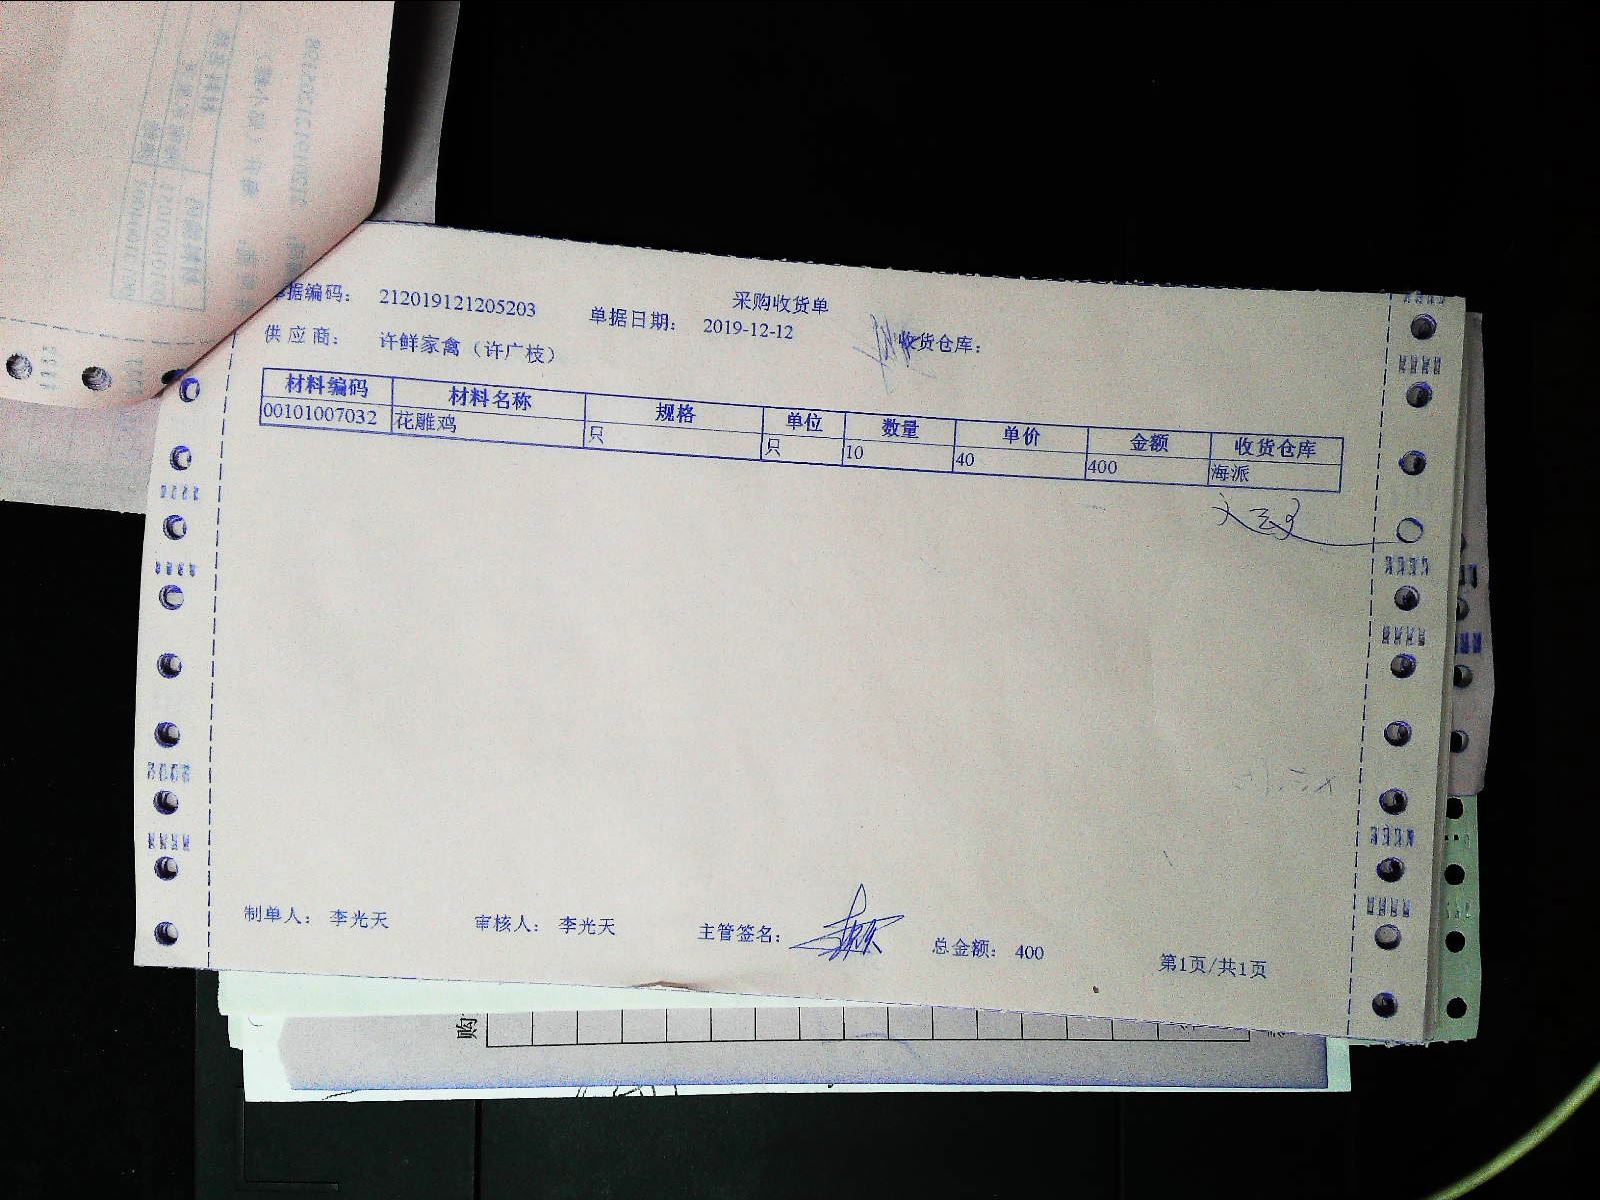 采购收货单
据编码： 212019121205203 单据日期： 2019-12-12 收货仓库：
供应商： 许鲜家禽（许广枝）
材料编码 材料名称 规格 单位 数量 单价 金额 收货仓库
00101007032 花雕鸡 只 只 10 40 400 海派
制单人： 李光天 审核人： 李光天 主管签名： 总金额： 400 第1页/共1页
购